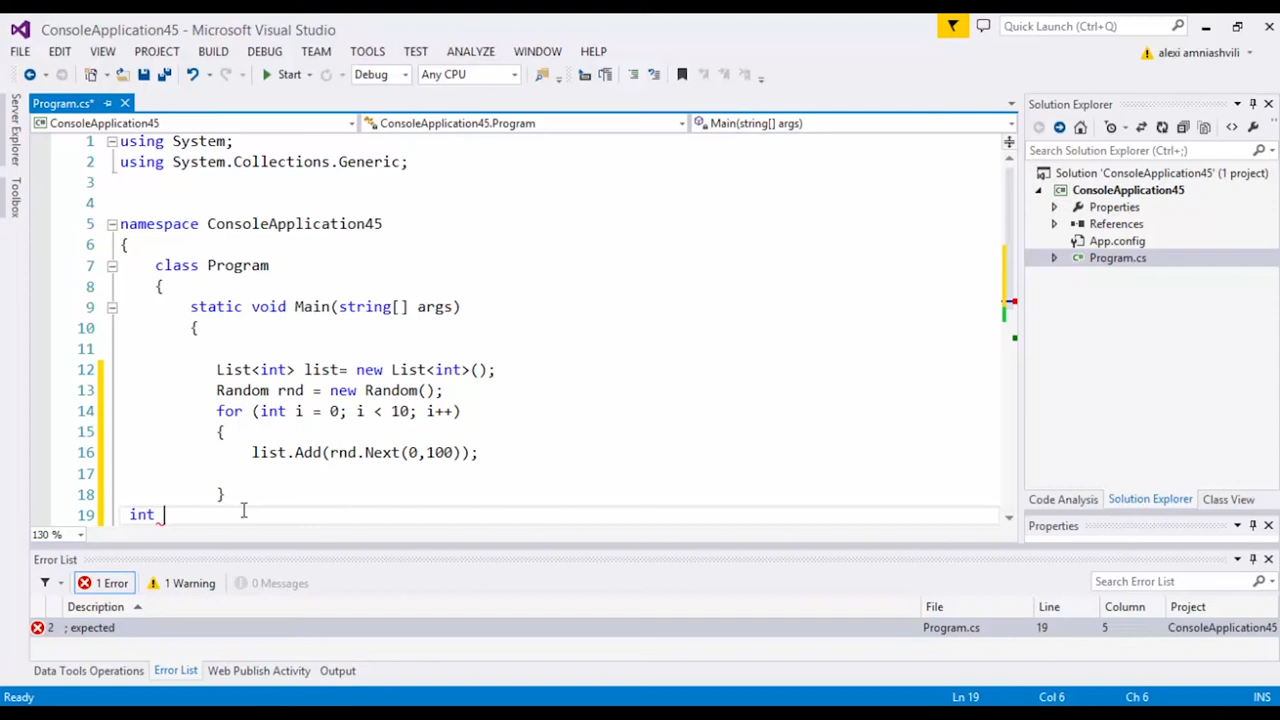 ConsoleApplication45 - Microsoft Visual Studio
Quick Launch (Ctrl+Q)
FILE EDIT VIEW PROJECT BUILD DEBUG TEAM TOOLS TEST ANALYZE WINDOW HELP
alexi amniashvili
Start Debug Any CPU
Program.cs*
ConsoleApplication45 ConsoleApplication45.Program Main(string[] args)
Server Explorer
Toolbox
1 using System;
2 using System.Collections.Generic;
3
4
5 namespace ConsoleApplication45
6 {
7 class Program
8 {
9 static void Main(string[] args)
10 {
11
12 List<int> list= new List<int>();
13 Random rnd = new Random();
14 for (int i = 0; i < 10; i++)
15 {
16 list.Add(rnd.Next(0,100));
17
18 }
19 int
130 %
Solution Explorer
Search Solution Explorer (Ctrl+;)
Solution 'ConsoleApplication45' (1 project)
ConsoleApplication45
Properties
References
App.config
Program.cs
Code Analysis Solution Explorer Class View
Properties
Error List
1 Error 1 Warning 0 Messages
Search Error List
Description File Line Column Project
2 ; expected Program.cs 19 5 ConsoleApplication45
Data Tools Operations Error List Web Publish Activity Output
Ready Ln 19 Col 6 Ch 6 INS